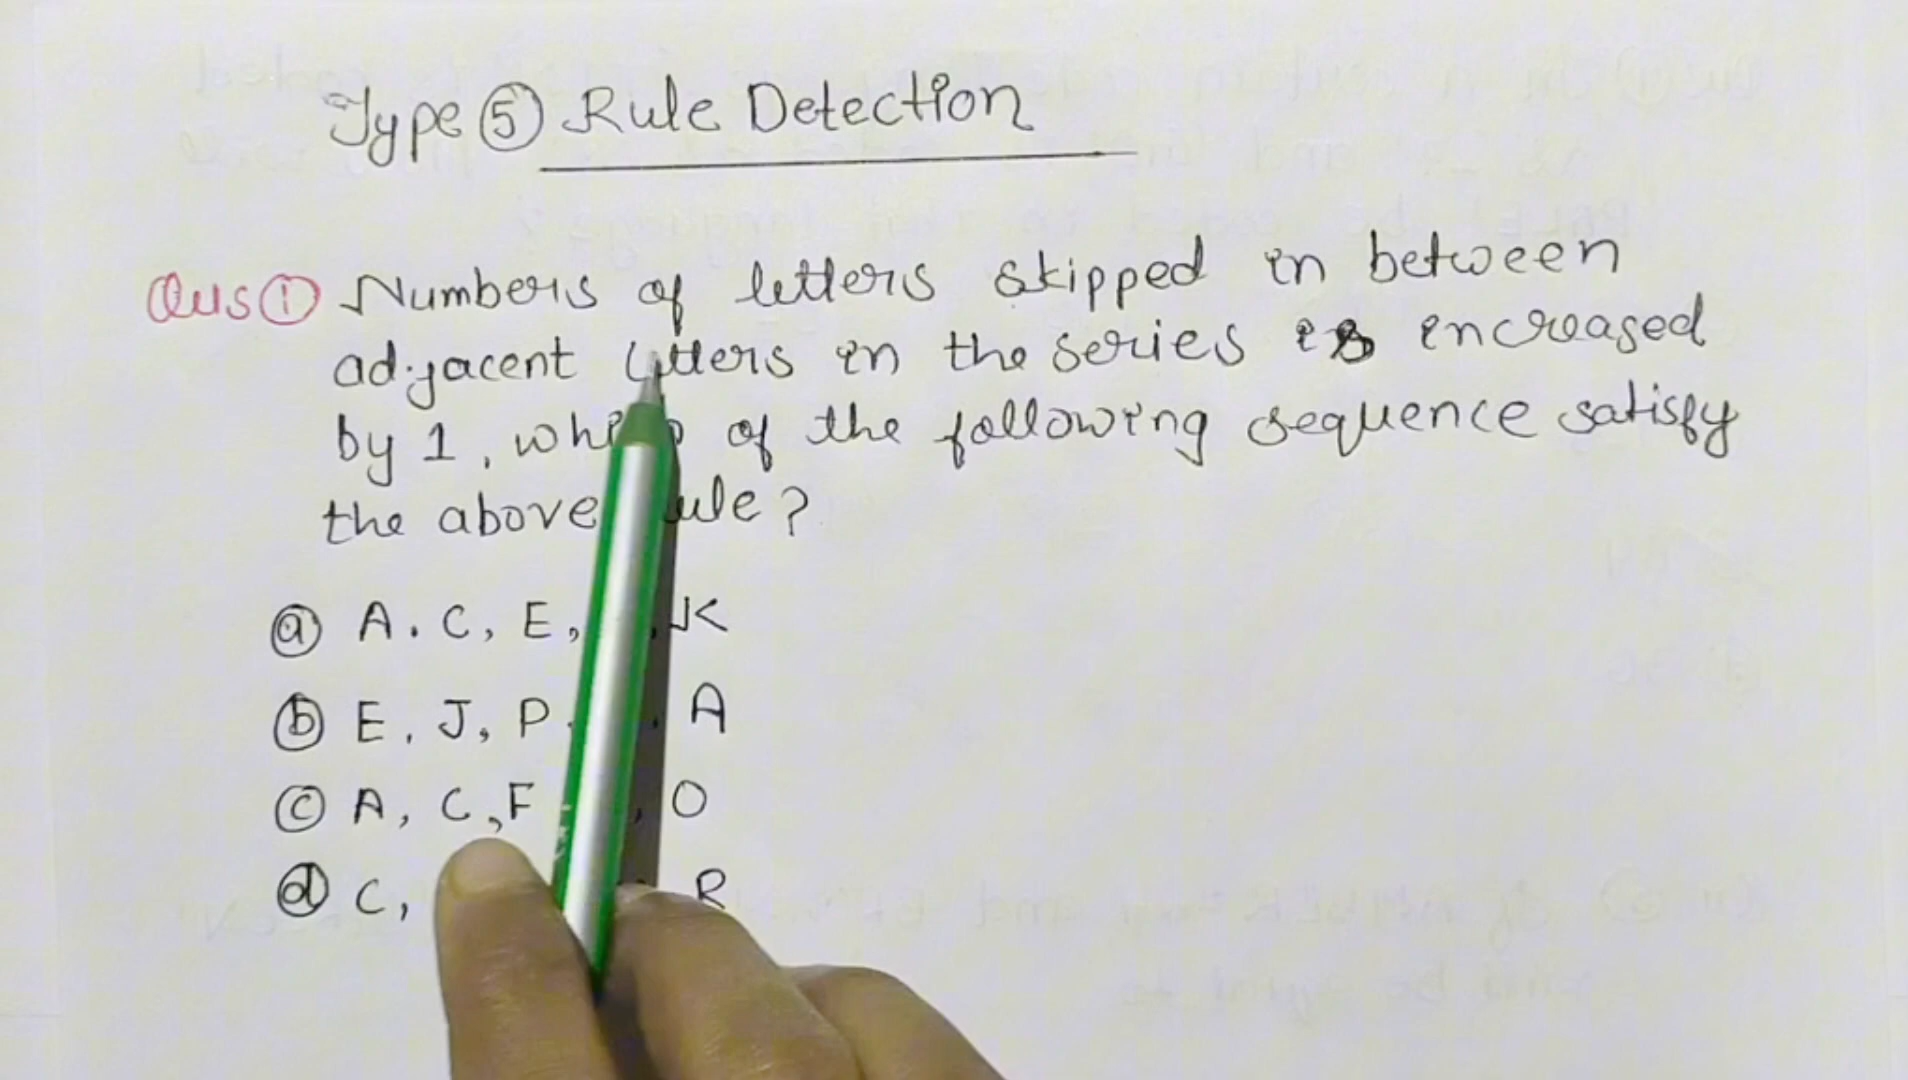 Type ⑤ Rule Detection
Qus ① Numbers of letters skipped in between
adjacent letters in the series is increased
by 1, of the following sequence satisfy
the above ?
ⓐ A. C, E, K
ⓑ E, J, P. . A
ⓒ A, C, F , O
ⓓ C, R